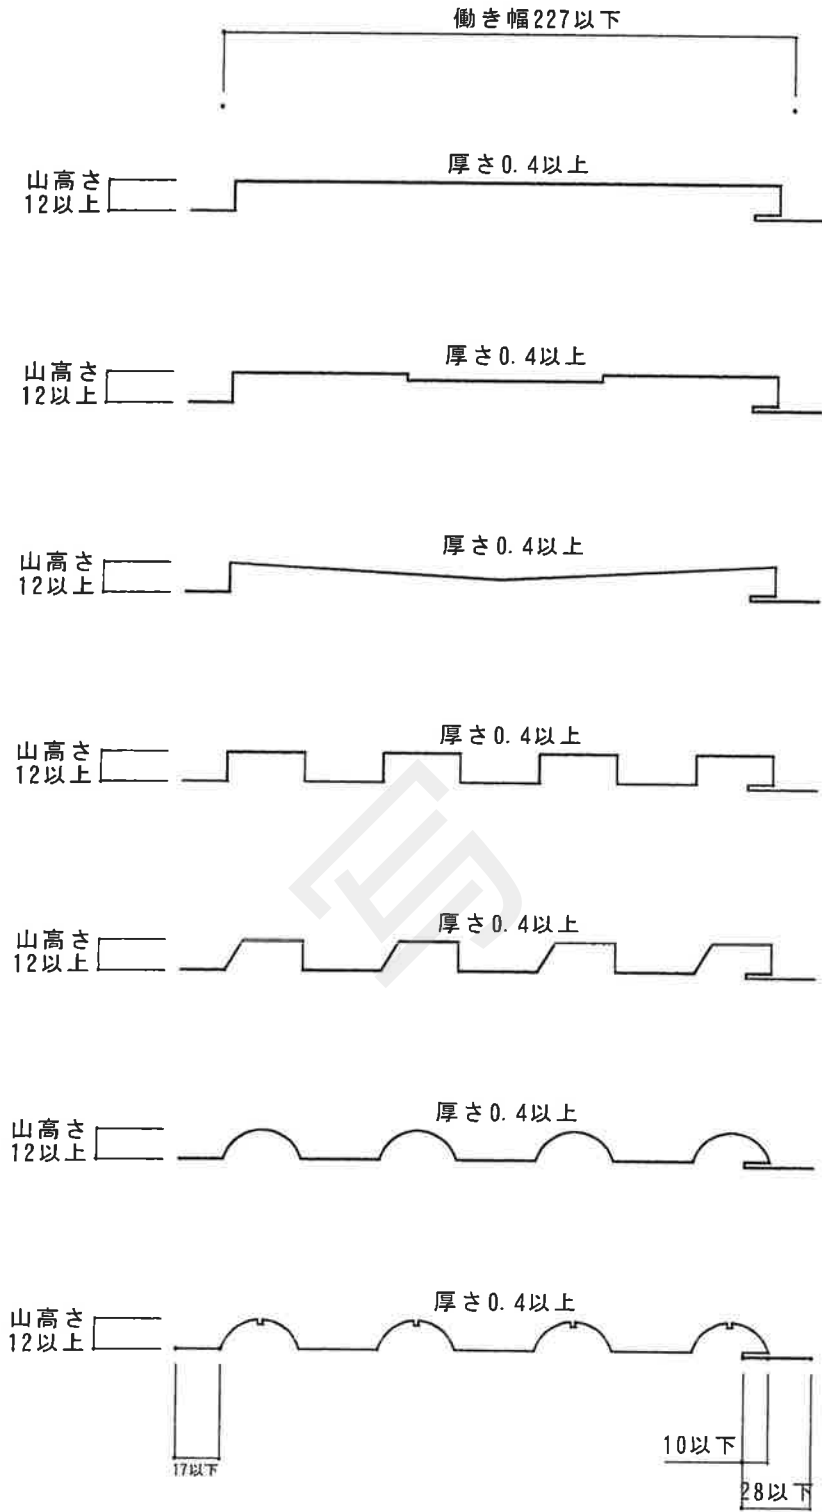 働き幅227以下
厚さ0.4以上
山高さ
12以上
厚さ0.4以上
山高さ
12以上
厚さ0.4以上
山高さ
12以上
厚さ0.4以上
山高さ
12以上
写
厚さ0.4以上
山高さ
12以上
厚さ0.4以上
山高さ
12以上
厚さ0.4以上
山高さ
12以上
10以下
17以下
28以下